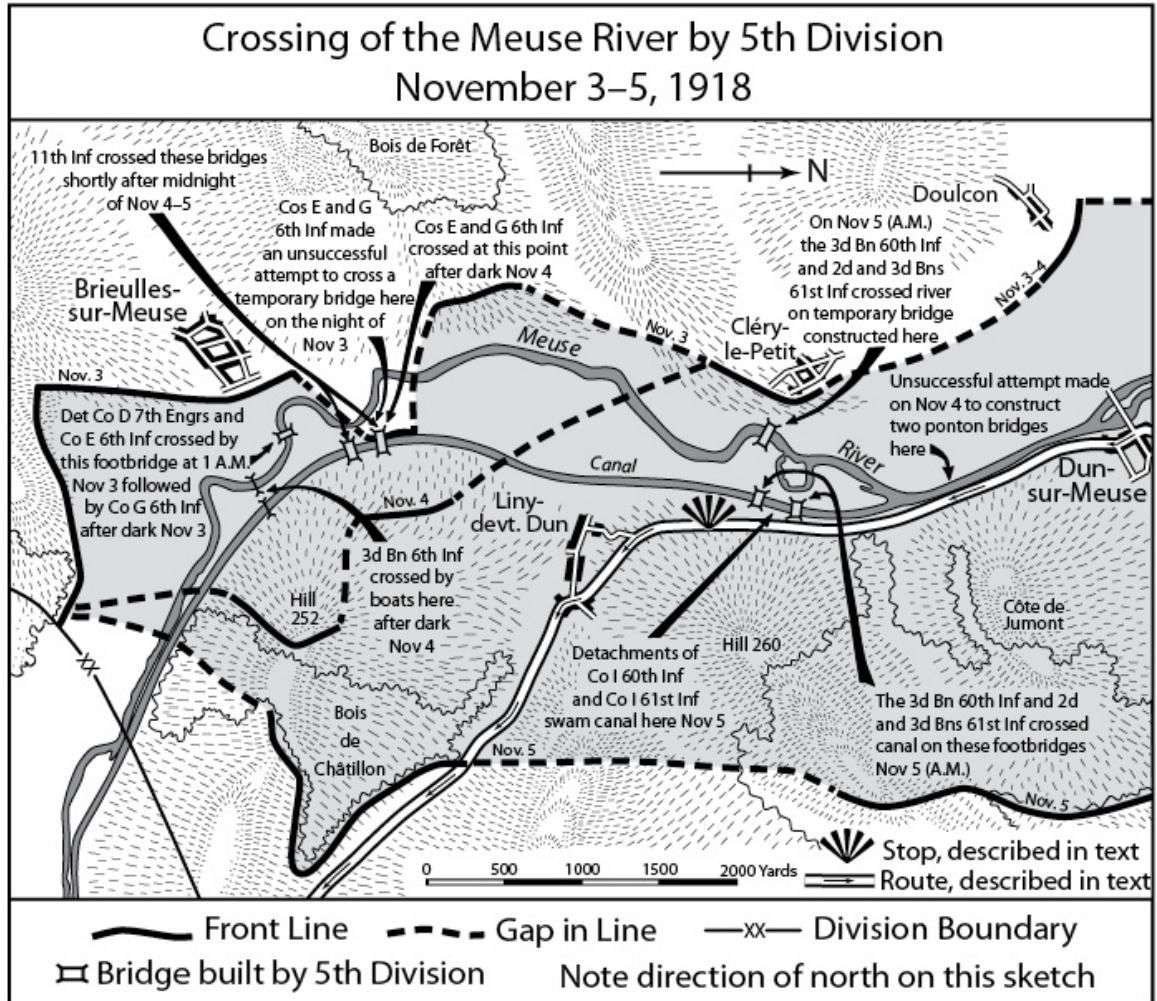 Crossing of the Meuse River by 5th Division
November 3–5, 1918
Bois de Forêt
11th Inf crossed these bridges
shortly after midnight
of Nov 4–5
Cos E and G
6th Inf made
an unsuccessful
attempt to cross a
temporary bridge here
on the night of
Nov 3
Cos E and G 6th Inf
crossed at this point
after dark Nov 4
N
Doulcon
On Nov 5 (A.M.)
the 3d Bn 60th Inf
and 2d and 3d Bns
61st Inf crossed river
on temporary bridge
constructed here
Nov. 3–4
Brieulles-
sur-Meuse
Nov. 3
Meuse
Nov. 3
Cléry-
le-Petit
Unsuccessful attempt made
on Nov 4 to construct
two ponton bridges
here
Det Co D 7th Engrs and
Co E 6th Inf crossed by
this footbridge at 1 A.M.
Nov 3 followed
by Co G 6th Inf
after dark Nov 3
River
Canal
Dun-
sur-Meuse
Nov. 4
Liny-
devt. Dun
3d Bn 6th Inf
crossed by
boats here
after dark
Nov 4
Hill
252
Côte de
Jumont
Hill 260
Detachments of
Co I 60th Inf
and Co I 61st Inf
swam canal here Nov 5
The 3d Bn 60th Inf and 2d
and 3d Bns 61st Inf crossed
canal on these footbridges
Nov 5 (A.M.)
XX
Bois
de
Châtillon
Nov. 5
Nov. 5
0 500 1000 1500 2000 Yards
Stop, described in text
Route, described in text
Front Line
Gap in Line
XX Division Boundary
Bridge built by 5th Division
Note direction of north on this sketch